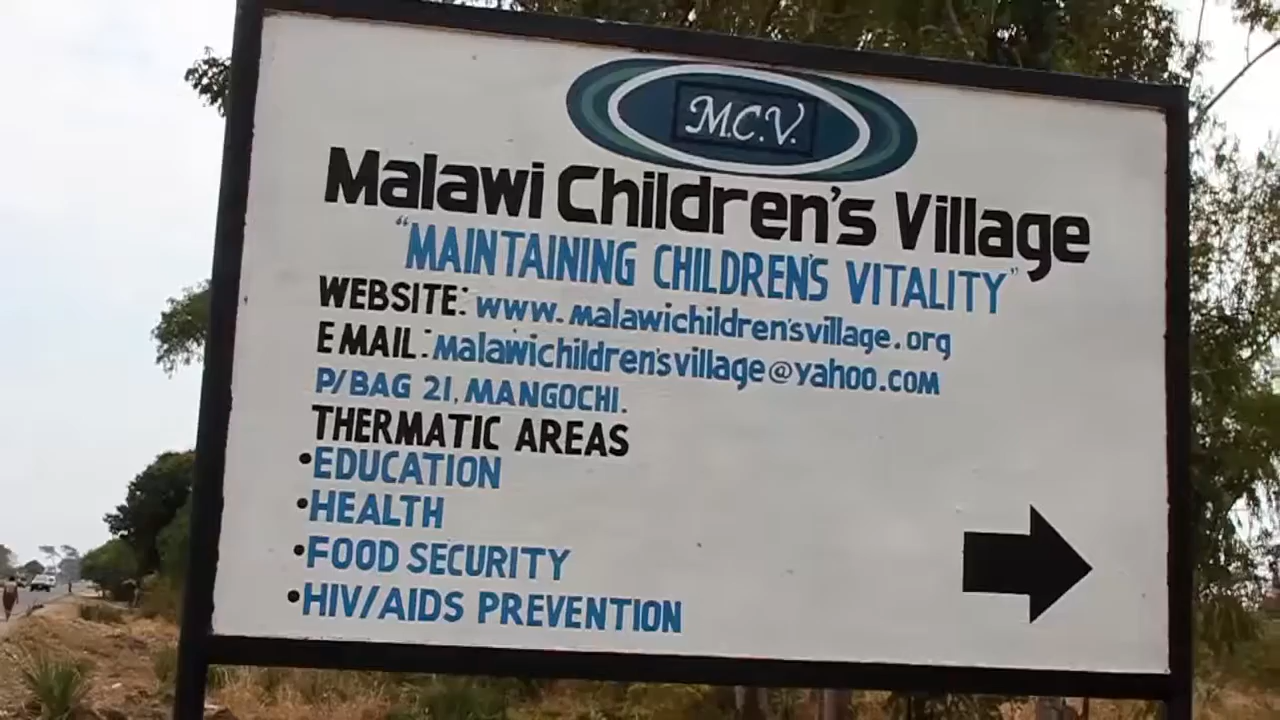 M.C.V.
Malawi Children's Village
"MAINTAINING CHILDREN'S VITALITY"
WEBSITE: www.malawichildren'svillage.org
EMAIL: malawichildren'svillage@yahoo.com
P/BAG 21, MANGOCHI.
THERMATIC AREAS
•EDUCATION
•HEALTH
•FOOD SECURITY
•HIV/AIDS PREVENTION